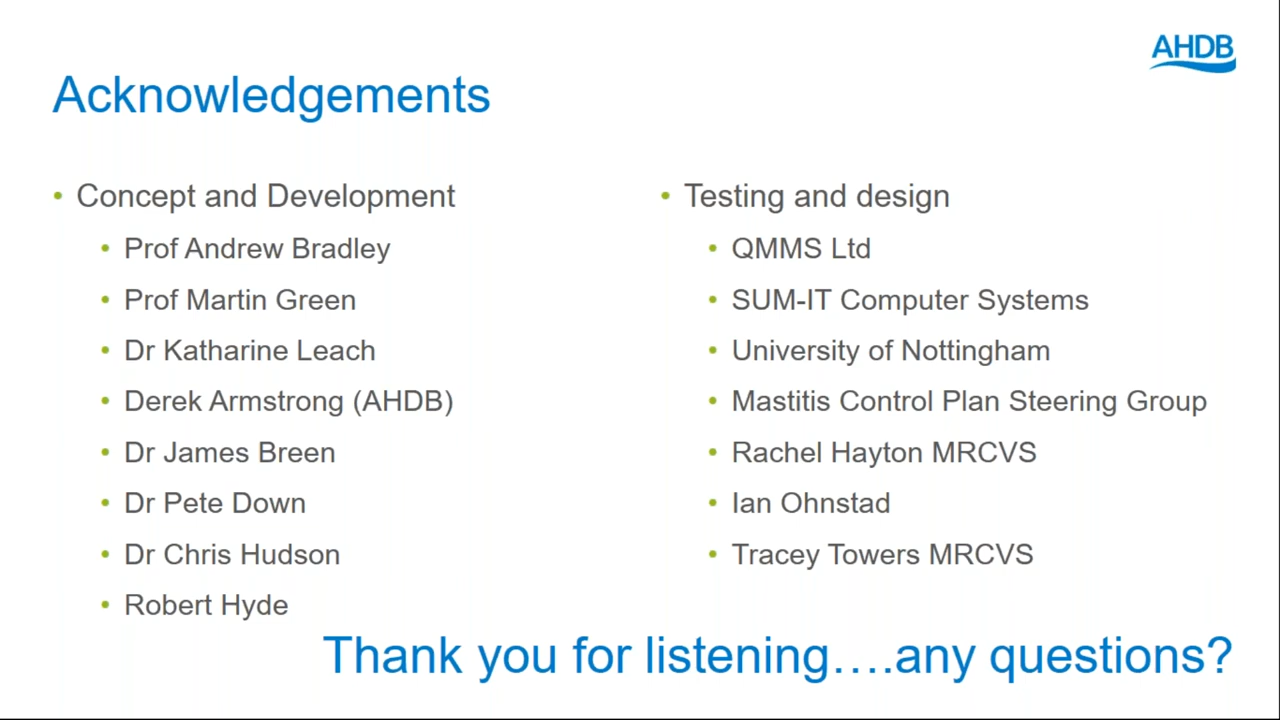 AHDB
Acknowledgements
• Concept and Development
• Prof Andrew Bradley
• Prof Martin Green
• Dr Katharine Leach
• Derek Armstrong (AHDB)
• Dr James Breen
• Dr Pete Down
• Dr Chris Hudson
• Robert Hyde
• Testing and design
• QMMS Ltd
• SUM-IT Computer Systems
• University of Nottingham
• Mastitis Control Plan Steering Group
• Rachel Hayton MRCVS
• Ian Ohnstad
• Tracey Towers MRCVS
Thank you for listening….any questions?